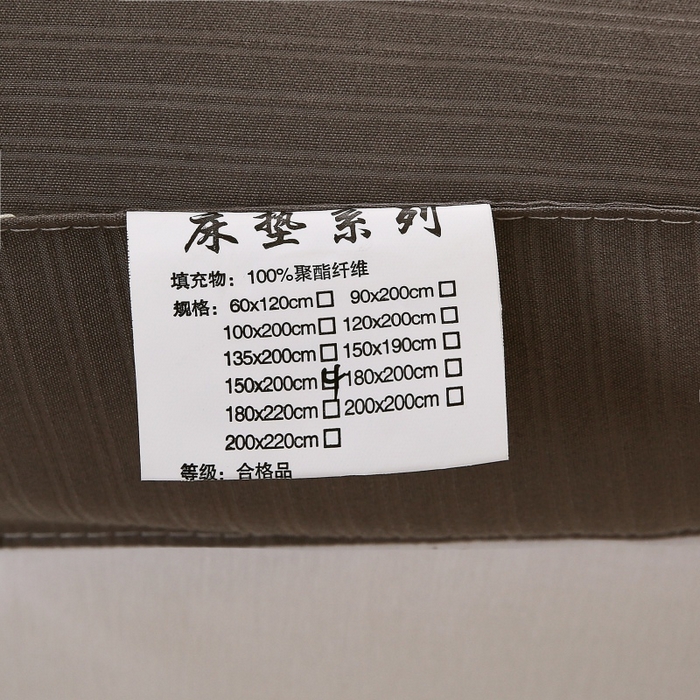 床垫系列
填充物：100%聚酯纤维
规格：60x120cm□ 90x200cm□
100x200cm□ 120x200cm□
135x200cm□ 150x190cm□
150x200cm☑ 180x200cm□
180x220cm□ 200x200cm□
200x220cm□
等级：合格品